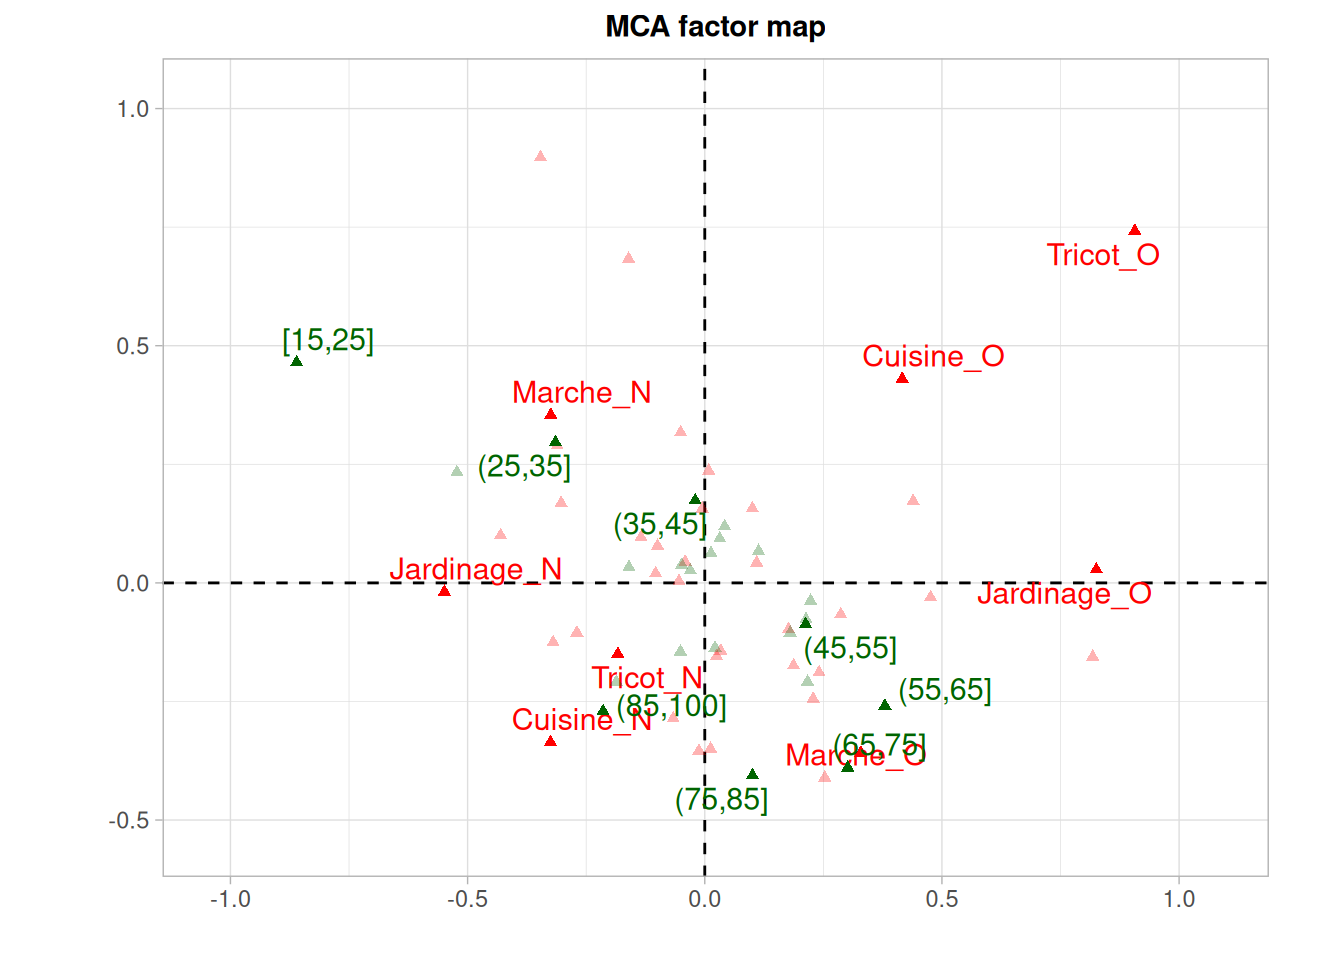 MCA factor map
1.0
Tricot_O
[15,25]
0.5
Cuisine_O
Marche_N
(25,35]
(35,45]
Jardinage_N
0.0
Jardinage_O
(45,55]
Tricot_N
(55,65]
(85,100]
Cuisine_N
(65,75]
Marche_O
(75,85]
-0.5
-1.0 -0.5 0.0 0.5 1.0